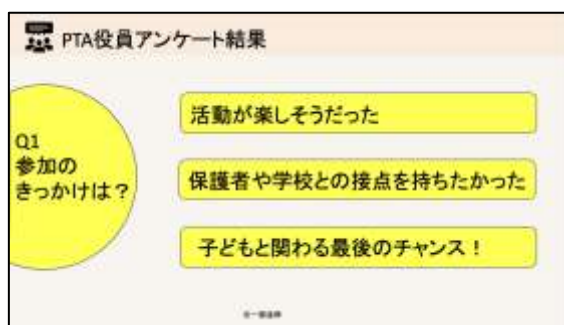 PTA役員アンケート結果
Q1
参加の
きっかけは？
活動が楽しそうだった
保護者や学校との接点を持ちたかった
子どもと関わる最後のチャンス！